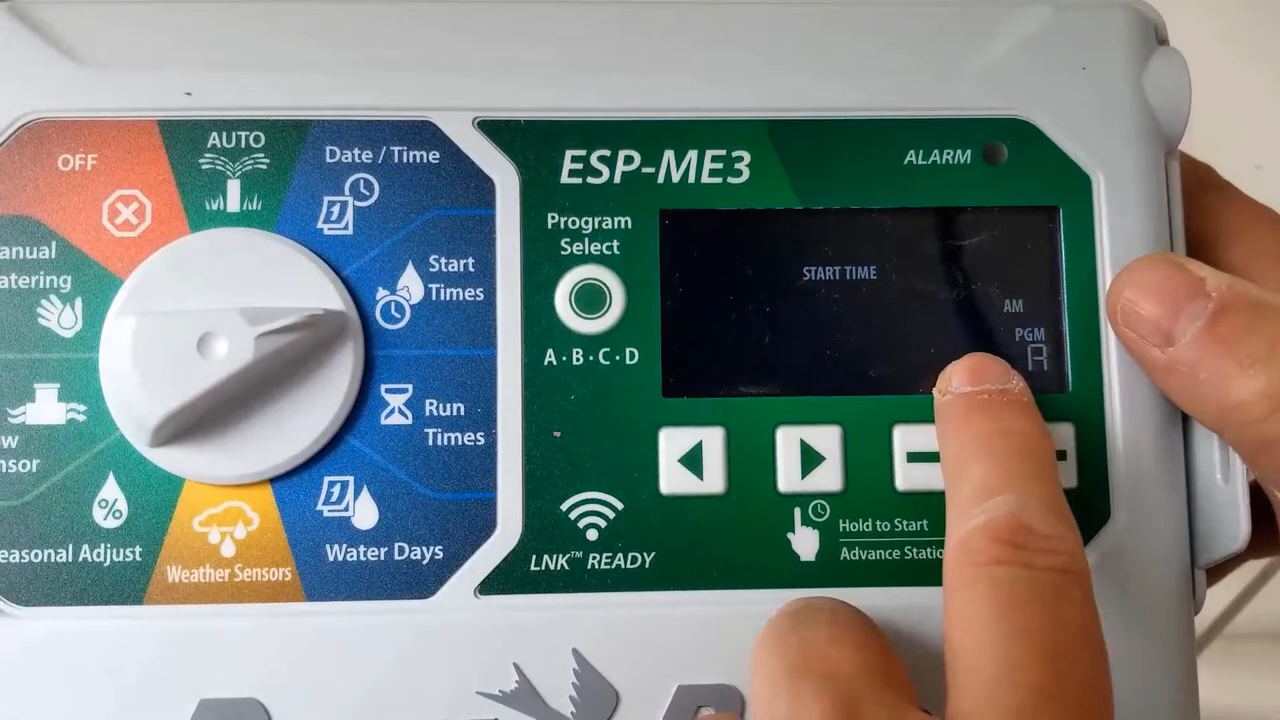 OFF
AUTO
Date / Time
anual
atering
Start
Times
Run
Times
w
nsor
easonal Adjust
Weather Sensors
Water Days
ESP-ME3
ALARM
Program
Select
A·B·C·D
START TIME
AM
PGM
A
LNK™ READY
Hold to Start
Advance Statio